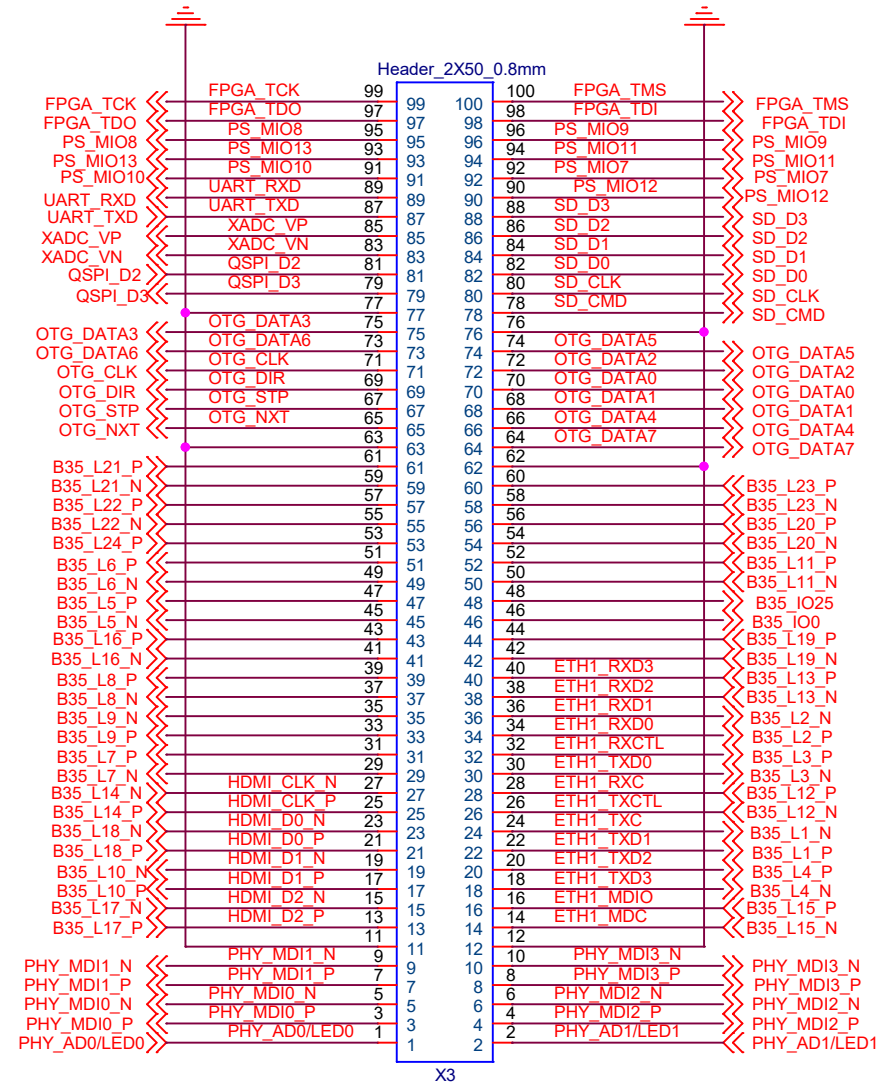 Header_2X50_0.8mm
FPGA_TCK FPGA_TCK 99 99 100 100 FPGA_TMS FPGA_TMS
FPGA_TDO FPGA_TDO 97 97 98 98 FPGA_TDI FPGA_TDI
PS_MIO8 PS_MIO8 95 95 96 96 PS_MIO9 PS_MIO9
PS_MIO13 PS_MIO13 93 93 94 94 PS_MIO11 PS_MIO11
PS_MIO10 PS_MIO10 91 91 92 92 PS_MIO7 PS_MIO7
UART_RXD UART_RXD 89 89 90 90 PS_MIO12 PS_MIO12
UART_TXD UART_TXD 87 87 88 88 SD_D3 SD_D3
XADC_VP XADC_VP 85 85 86 86 SD_D2 SD_D2
XADC_VN XADC_VN 83 83 84 84 SD_D1 SD_D1
QSPI_D2 QSPI_D2 81 81 82 82 SD_D0 SD_D0
QSPI_D3 QSPI_D3 79 79 80 80 SD_CLK SD_CLK
77 77 78 78 SD_CMD SD_CMD
OTG_DATA3 OTG_DATA3 75 75 76 76
OTG_DATA6 OTG_DATA6 73 73 74 74 OTG_DATA5 OTG_DATA5
OTG_CLK OTG_CLK 71 71 72 72 OTG_DATA2 OTG_DATA2
OTG_DIR OTG_DIR 69 69 70 70 OTG_DATA0 OTG_DATA0
OTG_STP OTG_STP 67 67 68 68 OTG_DATA1 OTG_DATA1
OTG_NXT OTG_NXT 65 65 66 66 OTG_DATA4 OTG_DATA4
63 63 64 64 OTG_DATA7 OTG_DATA7
B35_L21_P 61 61 62 62
B35_L21_N 59 59 60 60 B35_L23_P
B35_L22_P 57 57 58 58 B35_L23_N
B35_L22_N 55 55 56 56 B35_L20_P
B35_L24_P 53 53 54 54 B35_L20_N
B35_L6_P 51 51 52 52 B35_L11_P
B35_L6_N 49 49 50 50 B35_L11_N
B35_L5_P 47 47 48 48 B35_IO25
B35_L5_N 45 45 46 46 B35_IO0
B35_L16_P 43 43 44 44 B35_L19_P
B35_L16_N 41 41 42 42 B35_L19_N
B35_L8_P 39 39 40 40 ETH1_RXD3 B35_L13_P
B35_L8_N 37 37 38 38 ETH1_RXD2 B35_L13_N
B35_L9_N 35 35 36 36 ETH1_RXD1 B35_L2_N
B35_L9_P 33 33 34 34 ETH1_RXD0 B35_L2_P
B35_L7_P 31 31 32 32 ETH1_RXCTL B35_L3_P
B35_L7_N 29 29 30 30 ETH1_TXD0 B35_L3_N
B35_L14_N HDMI_CLK_N 27 27 28 28 ETH1_RXC B35_L12_P
B35_L14_P HDMI_CLK_P 25 25 26 26 ETH1_TXCTL B35_L12_N
B35_L18_N HDMI_D0_N 23 23 24 24 ETH1_TXC B35_L1_N
B35_L18_P HDMI_D0_P 21 21 22 22 ETH1_TXD1 B35_L1_P
B35_L10_N HDMI_D1_N 19 19 20 20 ETH1_TXD2 B35_L4_P
B35_L10_P HDMI_D1_P 17 17 18 18 ETH1_TXD3 B35_L4_N
B35_L17_N HDMI_D2_N 15 15 16 16 ETH1_MDIO B35_L15_P
B35_L17_P HDMI_D2_P 13 13 14 14 ETH1_MDC B35_L15_N
11 11 12 12
PHY_MDI1_N PHY_MDI1_N 9 9 10 10 PHY_MDI3_N PHY_MDI3_N
PHY_MDI1_P PHY_MDI1_P 7 7 8 8 PHY_MDI3_P PHY_MDI3_P
PHY_MDI0_N PHY_MDI0_N 5 5 6 6 PHY_MDI2_N PHY_MDI2_N
PHY_MDI0_P PHY_MDI0_P 3 3 4 4 PHY_MDI2_P PHY_MDI2_P
PHY_AD0/LED0 PHY_AD0/LED0 1 1 2 2 PHY_AD1/LED1 PHY_AD1/LED1
X3